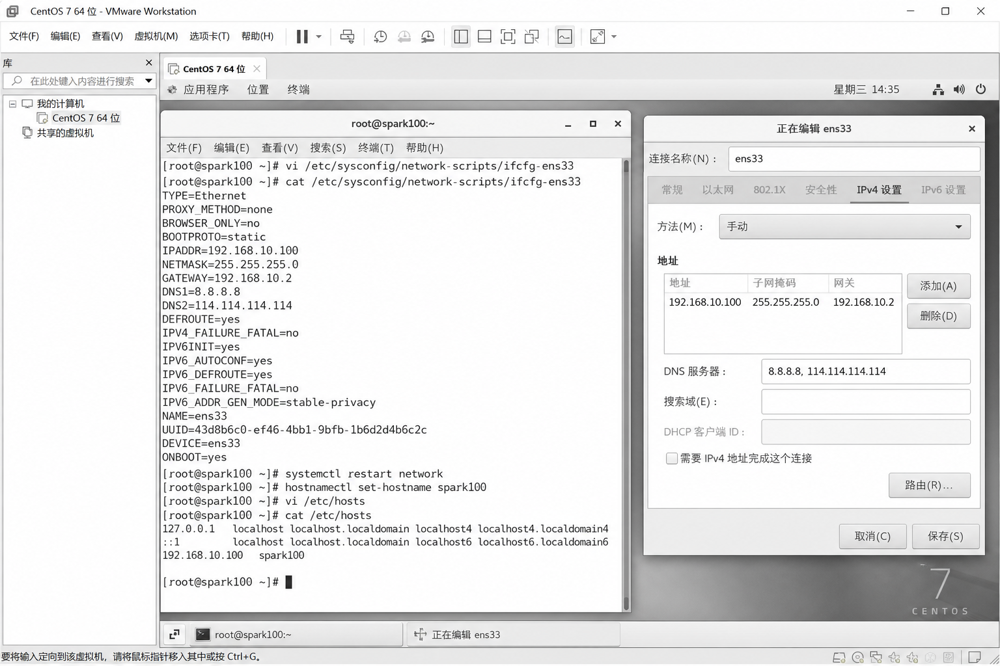 CentOS 7 64 位 - VMware Workstation
文件(F) 编辑(E) 查看(V) 虚拟机(M) 选项卡(T) 帮助(H)
库
在此处键入内容进行搜索
我的计算机
CentOS 7 64 位
共享的虚拟机
CentOS 7 64 位
应用程序 位置 终端 星期三 14:35
root@spark100:~
文件(F) 编辑(E) 查看(V) 搜索(S) 终端(T) 帮助(H)
[root@spark100 ~]# vi /etc/sysconfig/network-scripts/ifcfg-ens33
[root@spark100 ~]# cat /etc/sysconfig/network-scripts/ifcfg-ens33
TYPE=Ethernet
PROXY_METHOD=none
BROWSER_ONLY=no
BOOTPROTO=static
IPADDR=192.168.10.100
NETMASK=255.255.255.0
GATEWAY=192.168.10.2
DNS1=8.8.8.8
DNS2=114.114.114.114
DEFROUTE=yes
IPV4_FAILURE_FATAL=no
IPV6INIT=yes
IPV6_AUTOCONF=yes
IPV6_DEFROUTE=yes
IPV6_FAILURE_FATAL=no
IPV6_ADDR_GEN_MODE=stable-privacy
NAME=ens33
UUID=43d8b6c0-ef46-4bb1-9bfb-1b6d2d4b6c2c
DEVICE=ens33
ONBOOT=yes
[root@spark100 ~]# systemctl restart network
[root@spark100 ~]# hostnamectl set-hostname spark100
[root@spark100 ~]# vi /etc/hosts
[root@spark100 ~]# cat /etc/hosts
127.0.0.1 localhost localhost.localdomain localhost4 localhost4.localdomain4
::1 localhost localhost.localdomain localhost6 localhost6.localdomain6
192.168.10.100 spark100
[root@spark100 ~]#
正在编辑 ens33
连接名称(N)： ens33
常规 以太网 802.1X 安全性 IPv4 设置 IPv6 设置
方法(M)： 手动
地址
地址 子网掩码 网关
192.168.10.100 255.255.255.0 192.168.10.2
添加(A)
删除(D)
DNS 服务器： 8.8.8.8, 114.114.114.114
搜索域(E)：
DHCP 客户端 ID：
需要 IPv4 地址完成这个连接
路由(R)...
取消(C) 保存(S)
7
CENTOS
root@spark100:~ 正在编辑 ens33
要将输入定向到该虚拟机，请将鼠标指针移入其中或按 Ctrl+G。